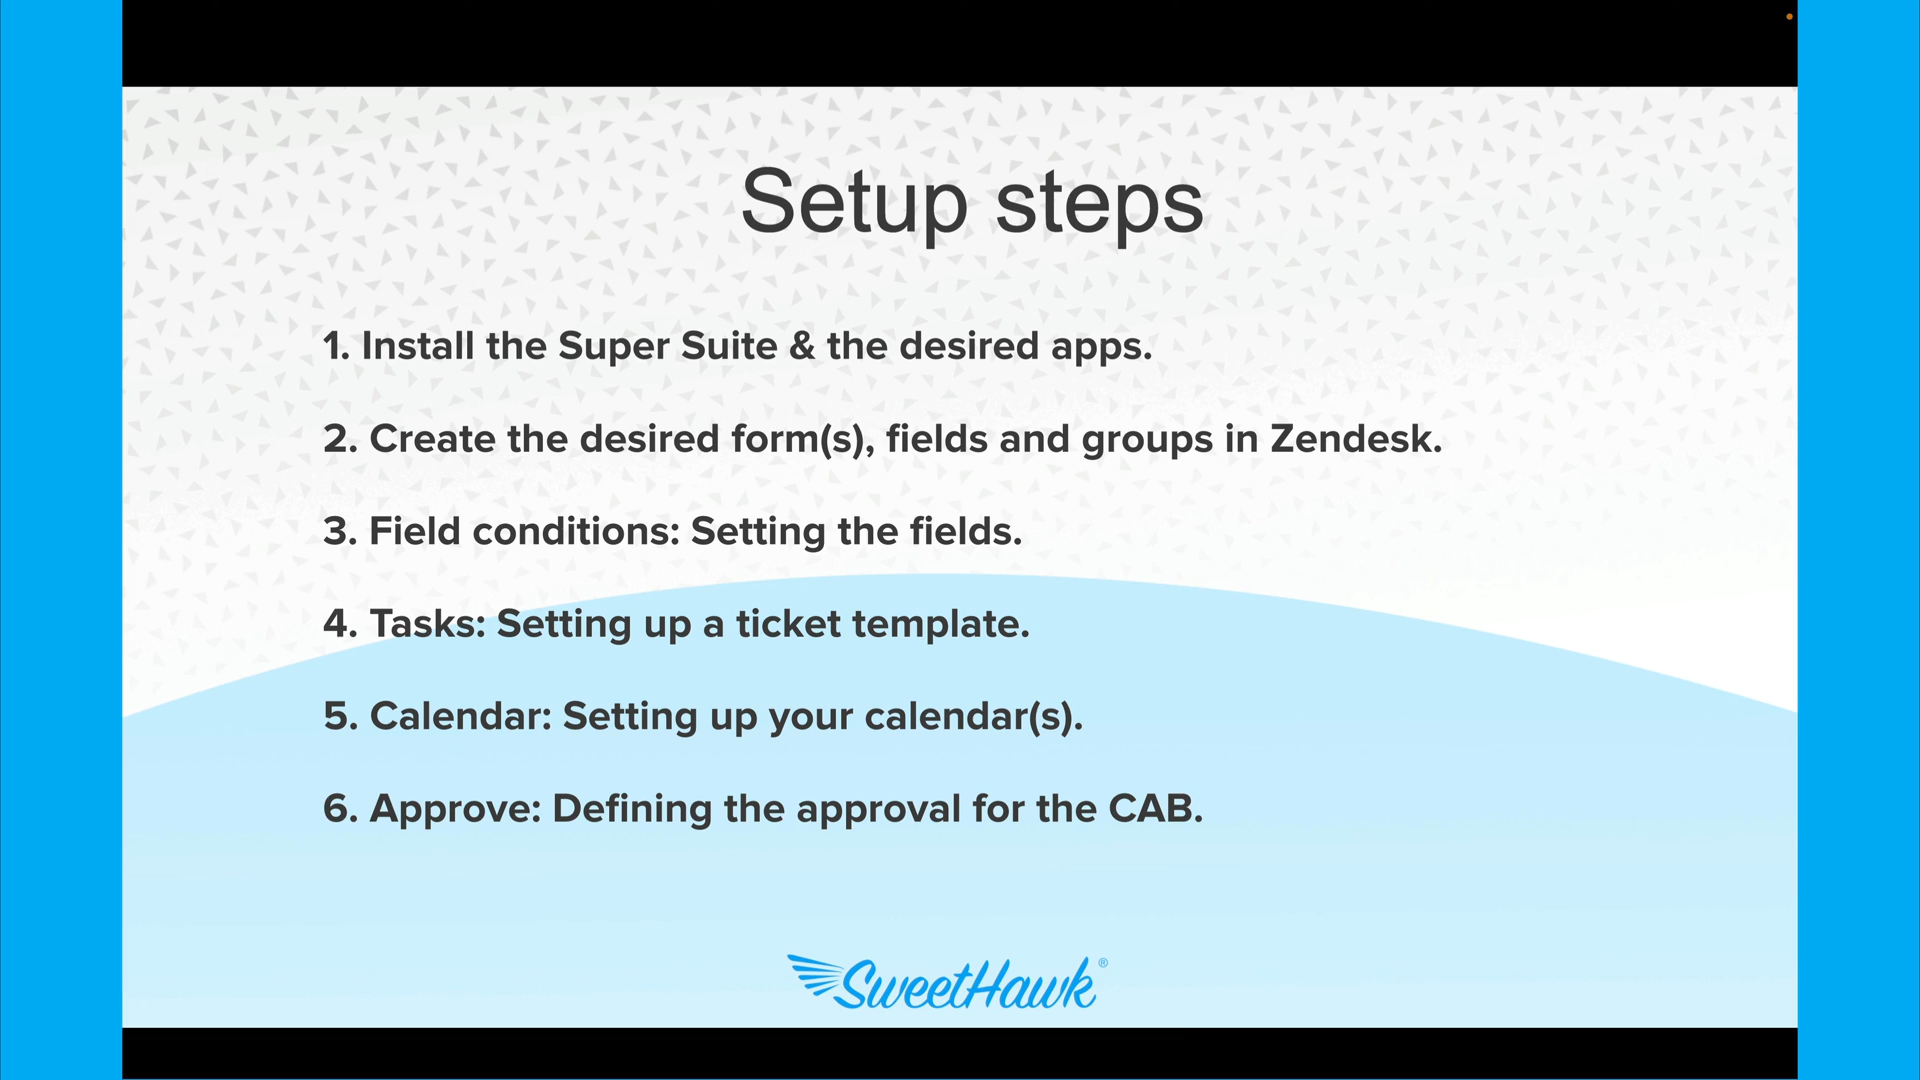 Setup steps
1. Install the Super Suite & the desired apps.
2. Create the desired form(s), fields and groups in Zendesk.
3. Field conditions: Setting the fields.
4. Tasks: Setting up a ticket template.
5. Calendar: Setting up your calendar(s).
6. Approve: Defining the approval for the CAB.
SweetHawk®